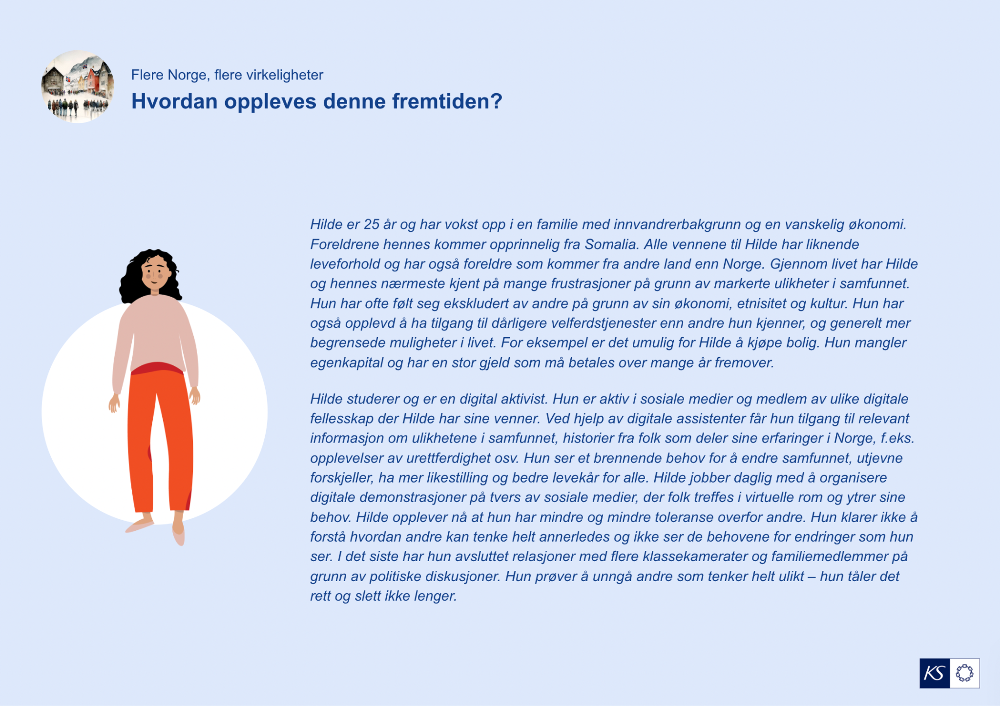 Flere Norge, flere virkeligheter
Hvordan oppleves denne fremtiden?
Hilde er 25 år og har vokst opp i en familie med innvandrerbakgrunn og en vanskelig økonomi.
Foreldrene hennes kommer opprinnelig fra Somalia. Alle vennene til Hilde har liknende
leveforhold og har også foreldre som kommer fra andre land enn Norge. Gjennom livet har Hilde
og hennes nærmeste kjent på mange frustrasjoner på grunn av markerte ulikheter i samfunnet.
Hun har ofte følt seg ekskludert av andre på grunn av sin økonomi, etnisitet og kultur. Hun har
også opplevd å ha tilgang til dårligere velferdstjenester enn andre hun kjenner, og generelt mer
begrensede muligheter i livet. For eksempel er det umulig for Hilde å kjøpe bolig. Hun mangler
egenkapital og har en stor gjeld som må betales over mange år fremover.
Hilde studerer og er en digital aktivist. Hun er aktiv i sosiale medier og medlem av ulike digitale
fellesskap der Hilde har sine venner. Ved hjelp av digitale assistenter får hun tilgang til relevant
informasjon om ulikhetene i samfunnet, historier fra folk som deler sine erfaringer i Norge, f.eks.
opplevelser av urettferdighet osv. Hun ser et brennende behov for å endre samfunnet, utjevne
forskjeller, ha mer likestilling og bedre levekår for alle. Hilde jobber daglig med å organisere
digitale demonstrasjoner på tvers av sosiale medier, der folk treffes i virtuelle rom og ytrer sine
behov. Hilde opplever nå at hun har mindre og mindre toleranse overfor andre. Hun klarer ikke å
forstå hvordan andre kan tenke helt annerledes og ikke ser de behovene for endringer som hun
ser. I det siste har hun avsluttet relasjoner med flere klassekamerater og familiemedlemmer på
grunn av politiske diskusjoner. Hun prøver å unngå andre som tenker helt ulikt – hun tåler det
rett og slett ikke lenger.
KS